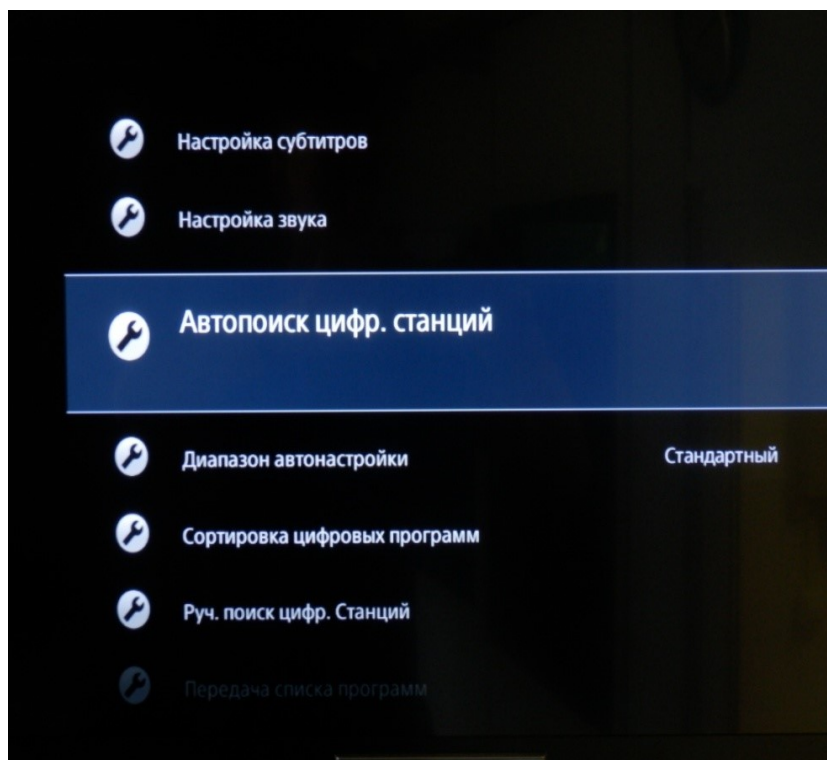 Настройка субтитров
Настройка звука
Автопоиск цифр. станций
Диапазон автонастройки Стандартный
Сортировка цифровых программ
Руч. поиск цифр. Станций
Передача списка программ